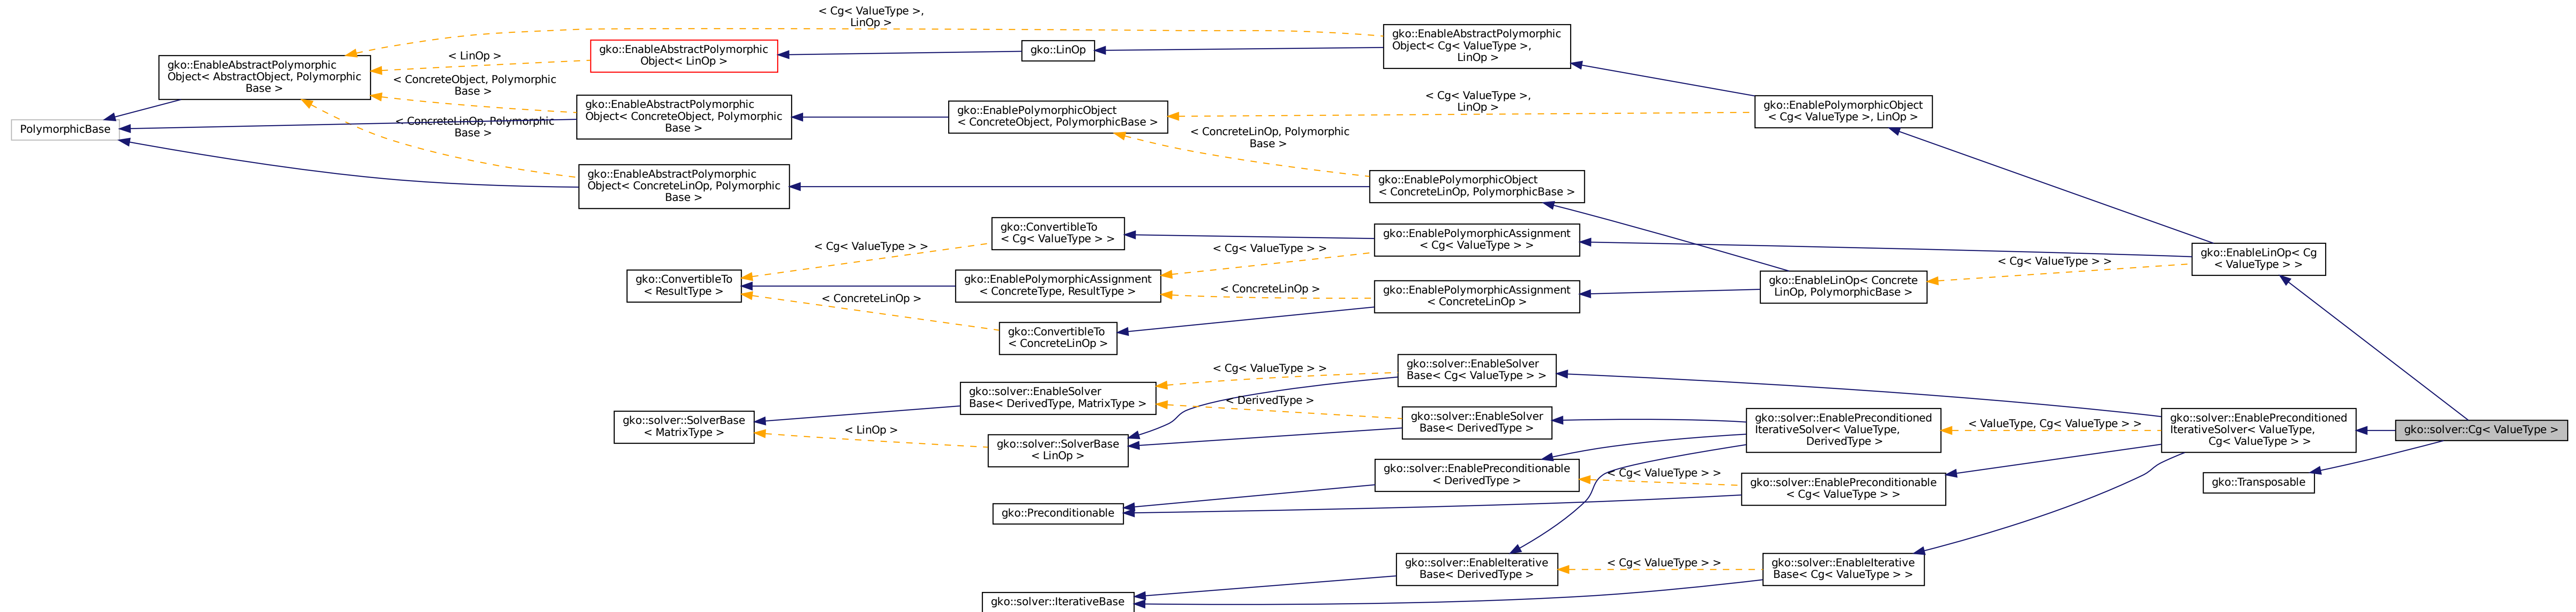 < Cg< ValueType >,
LinOp >
gko::EnableAbstractPolymorphic
Object< Cg< ValueType >,
LinOp >
gko::EnableAbstractPolymorphic
Object< LinOp >
gko::LinOp
< LinOp >
gko::EnableAbstractPolymorphic
Object< AbstractObject, Polymorphic
Base >
< ConcreteObject, Polymorphic
Base >
gko::EnableAbstractPolymorphic
Object< ConcreteObject, Polymorphic
Base >
gko::EnablePolymorphicObject
< ConcreteObject, PolymorphicBase >
< Cg< ValueType >,
LinOp >
gko::EnablePolymorphicObject
< Cg< ValueType >, LinOp >
PolymorphicBase
< ConcreteLinOp, Polymorphic
Base >
< ConcreteLinOp, Polymorphic
Base >
gko::EnableAbstractPolymorphic
Object< ConcreteLinOp, Polymorphic
Base >
gko::EnablePolymorphicObject
< ConcreteLinOp, PolymorphicBase >
gko::ConvertibleTo
< Cg< ValueType > >
gko::EnablePolymorphicAssignment
< Cg< ValueType > >
< Cg< ValueType > >
< Cg< ValueType > >
gko::EnableLinOp< Cg
< ValueType > >
< Cg< ValueType > >
gko::ConvertibleTo
< ResultType >
gko::EnablePolymorphicAssignment
< ConcreteType, ResultType >
< ConcreteLinOp >
gko::EnablePolymorphicAssignment
< ConcreteLinOp >
gko::EnableLinOp< Concrete
LinOp, PolymorphicBase >
< ConcreteLinOp >
gko::ConvertibleTo
< ConcreteLinOp >
gko::solver::EnableSolver
Base< Cg< ValueType > >
< Cg< ValueType > >
gko::solver::EnableSolver
Base< DerivedType, MatrixType >
< DerivedType >
gko::solver::EnableSolver
Base< DerivedType >
gko::solver::EnablePreconditioned
IterativeSolver< ValueType,
DerivedType >
< ValueType, Cg< ValueType > >
gko::solver::EnablePreconditioned
IterativeSolver< ValueType,
Cg< ValueType > >
gko::solver::Cg< ValueType >
gko::solver::SolverBase
< MatrixType >
< LinOp >
gko::solver::SolverBase
< LinOp >
gko::solver::EnablePreconditionable
< DerivedType >
< Cg< ValueType > >
gko::solver::EnablePreconditionable
< Cg< ValueType > >
gko::Transposable
gko::Preconditionable
gko::solver::EnableIterative
Base< DerivedType >
< Cg< ValueType > >
gko::solver::EnableIterative
Base< Cg< ValueType > >
gko::solver::IterativeBase